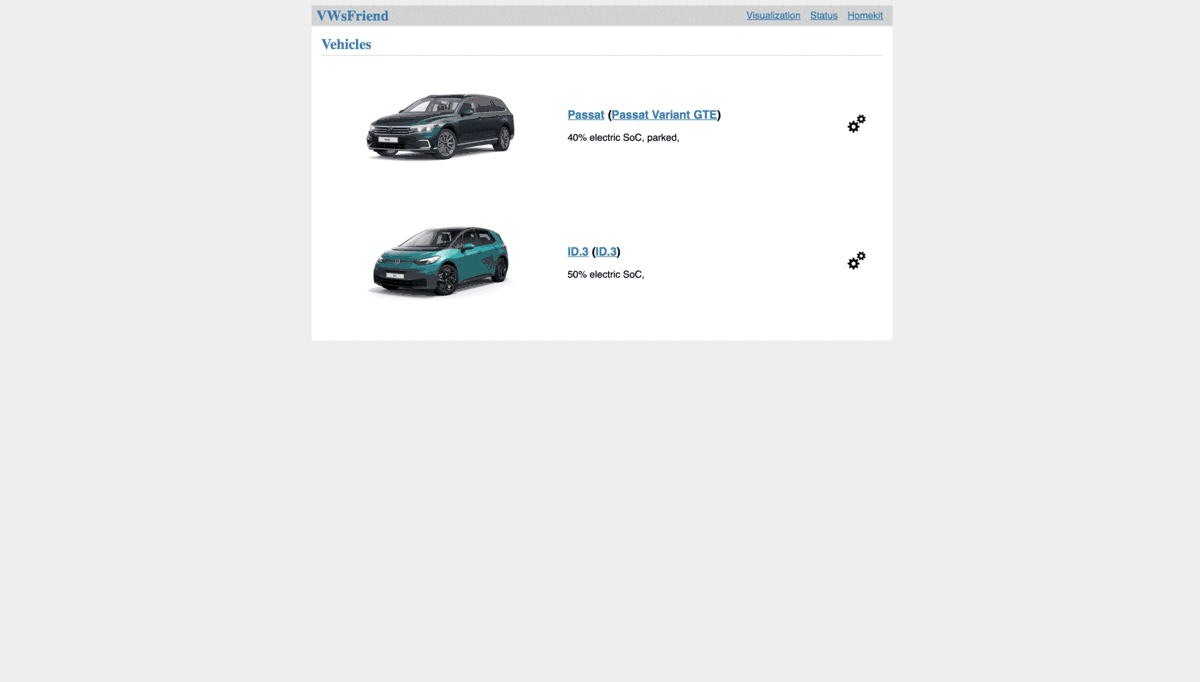 VWsFriend
Visualization Status Homekit
Vehicles
Passat (Passat Variant GTE)
40% electric SoC, parked,
ID.3 (ID.3)
50% electric SoC,